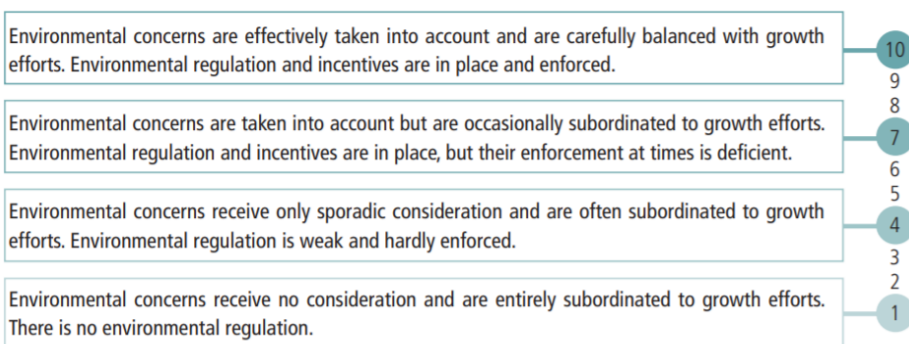 Environmental concerns are effectively taken into account and are carefully balanced with growth
efforts. Environmental regulation and incentives are in place and enforced.
10
9
8
Environmental concerns are taken into account but are occasionally subordinated to growth efforts.
Environmental regulation and incentives are in place, but their enforcement at times is deficient.
7
6
5
Environmental concerns receive only sporadic consideration and are often subordinated to growth
efforts. Environmental regulation is weak and hardly enforced.
4
3
2
Environmental concerns receive no consideration and are entirely subordinated to growth efforts.
There is no environmental regulation.
1